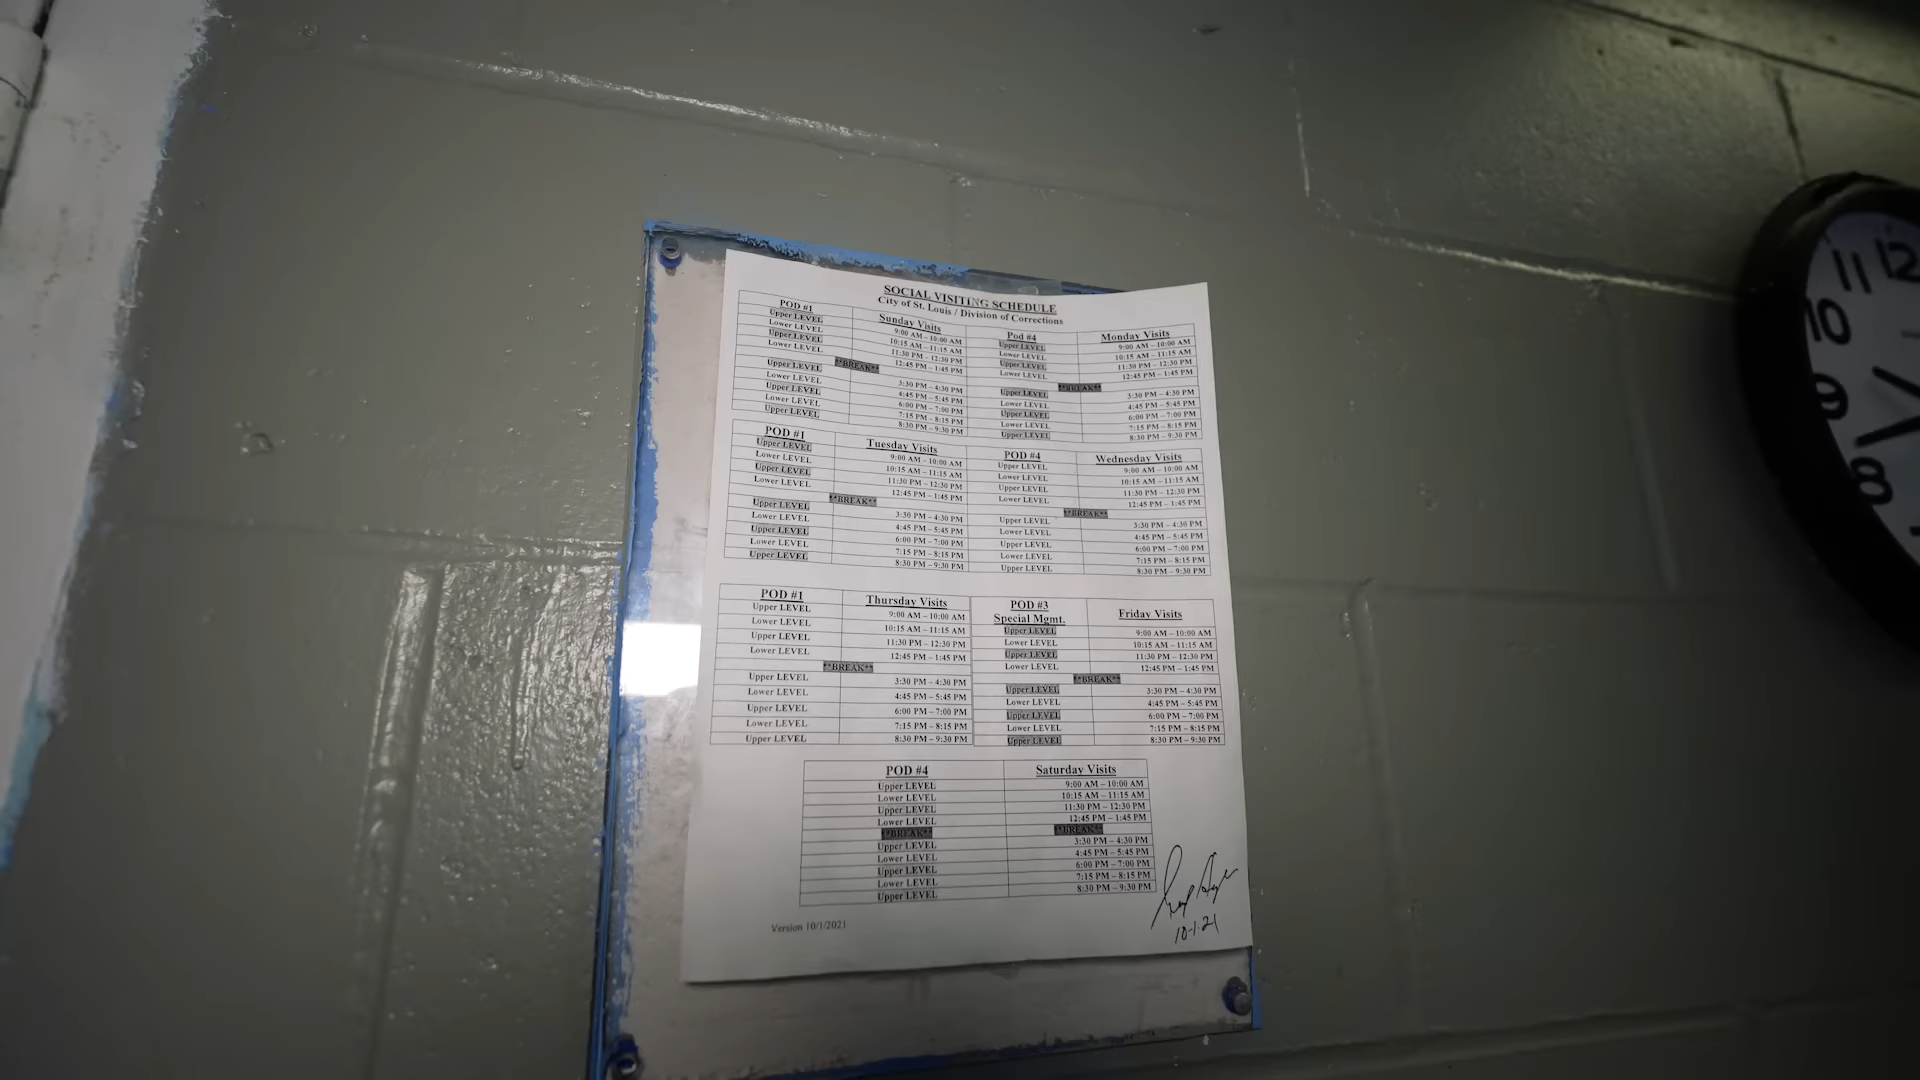 SOCIAL VISITING SCHEDULE
City of St. Louis / Division of Corrections
POD #1 Sunday Visits
Upper LEVEL 9:00 AM – 10:00 AM
Lower LEVEL 10:15 AM – 11:15 AM
Upper LEVEL 11:30 PM – 12:30 PM
Lower LEVEL 12:45 PM – 1:45 PM
**BREAK**
Upper LEVEL 3:30 PM – 4:30 PM
Lower LEVEL 4:45 PM – 5:45 PM
Upper LEVEL 6:00 PM – 7:00 PM
Lower LEVEL 7:15 PM – 8:15 PM
Upper LEVEL 8:30 PM – 9:30 PM
Pod #4 Monday Visits
Upper LEVEL 9:00 AM – 10:00 AM
Lower LEVEL 10:15 AM – 11:15 AM
Upper LEVEL 11:30 PM – 12:30 PM
Lower LEVEL 12:45 PM – 1:45 PM
**BREAK**
Upper LEVEL 3:30 PM – 4:30 PM
Lower LEVEL 4:45 PM – 5:45 PM
Upper LEVEL 6:00 PM – 7:00 PM
Lower LEVEL 7:15 PM – 8:15 PM
Upper LEVEL 8:30 PM – 9:30 PM
POD #1 Tuesday Visits
Upper LEVEL 9:00 AM – 10:00 AM
Lower LEVEL 10:15 AM – 11:15 AM
Upper LEVEL 11:30 PM – 12:30 PM
Lower LEVEL 12:45 PM – 1:45 PM
**BREAK**
Upper LEVEL 3:30 PM – 4:30 PM
Lower LEVEL 4:45 PM – 5:45 PM
Upper LEVEL 6:00 PM – 7:00 PM
Lower LEVEL 7:15 PM – 8:15 PM
Upper LEVEL 8:30 PM – 9:30 PM
POD #4 Wednesday Visits
Upper LEVEL 9:00 AM – 10:00 AM
Lower LEVEL 10:15 AM – 11:15 AM
Upper LEVEL 11:30 PM – 12:30 PM
Lower LEVEL 12:45 PM – 1:45 PM
**BREAK**
Upper LEVEL 3:30 PM – 4:30 PM
Lower LEVEL 4:45 PM – 5:45 PM
Upper LEVEL 6:00 PM – 7:00 PM
Lower LEVEL 7:15 PM – 8:15 PM
Upper LEVEL 8:30 PM – 9:30 PM
POD #1 Thursday Visits
Upper LEVEL 9:00 AM – 10:00 AM
Lower LEVEL 10:15 AM – 11:15 AM
Upper LEVEL 11:30 PM – 12:30 PM
Lower LEVEL 12:45 PM – 1:45 PM
**BREAK**
Upper LEVEL 3:30 PM – 4:30 PM
Lower LEVEL 4:45 PM – 5:45 PM
Upper LEVEL 6:00 PM – 7:00 PM
Lower LEVEL 7:15 PM – 8:15 PM
Upper LEVEL 8:30 PM – 9:30 PM
POD #3
Special Mgmt. Friday Visits
Upper LEVEL 9:00 AM – 10:00 AM
Lower LEVEL 10:15 AM – 11:15 AM
Upper LEVEL 11:30 PM – 12:30 PM
Lower LEVEL 12:45 PM – 1:45 PM
**BREAK**
Upper LEVEL 3:30 PM – 4:30 PM
Lower LEVEL 4:45 PM – 5:45 PM
Upper LEVEL 6:00 PM – 7:00 PM
Lower LEVEL 7:15 PM – 8:15 PM
Upper LEVEL 8:30 PM – 9:30 PM
POD #4 Saturday Visits
Upper LEVEL 9:00 AM – 10:00 AM
Lower LEVEL 10:15 AM – 11:15 AM
Upper LEVEL 11:30 PM – 12:30 PM
Lower LEVEL 12:45 PM – 1:45 PM
**BREAK** **BREAK**
Upper LEVEL 3:30 PM – 4:30 PM
Lower LEVEL 4:45 PM – 5:45 PM
Upper LEVEL 6:00 PM – 7:00 PM
Lower LEVEL 7:15 PM – 8:15 PM
Upper LEVEL 8:30 PM – 9:30 PM
10-1-21
Version 10/1/2021
12
11
10
9
8